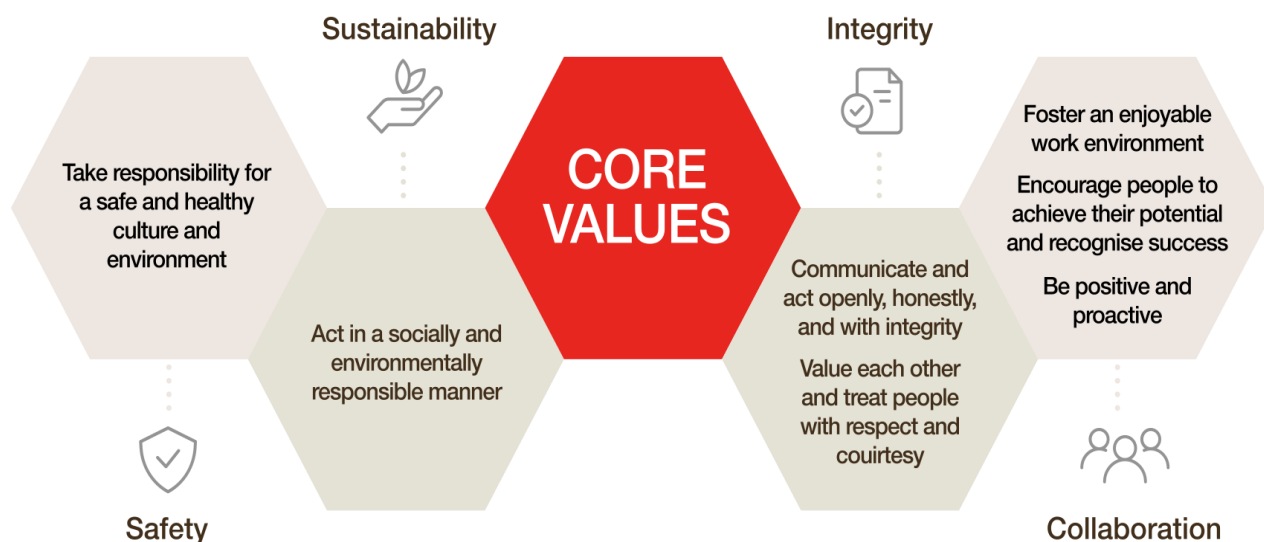 Sustainability
Integrity
CORE
VALUES
Take responsibility for
a safe and healthy
culture and
environment
Act in a socially and
environmentally
responsible manner
Communicate and
act openly, honestly,
and with integrity
Value each other
and treat people
with respect and
couirtesy
Foster an enjoyable
work environment
Encourage people to
achieve their potential
and recognise success
Be positive and
proactive
Safety
Collaboration